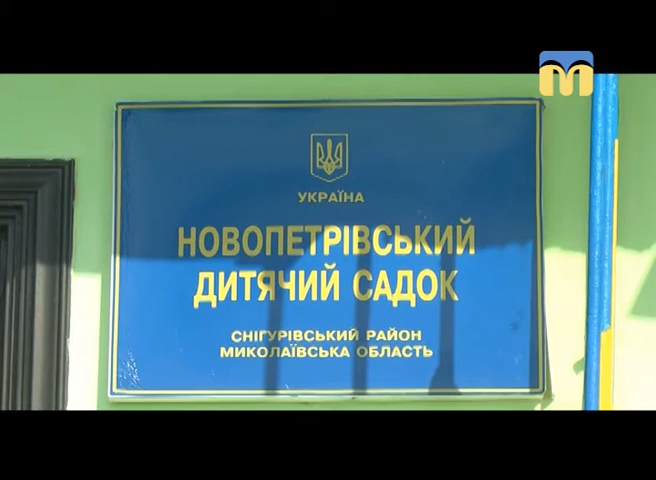 М
УКРАЇНА
НОВОПЕТРІВСЬКИЙ
ДИТЯЧИЙ САДОК
СНІГУРІВСЬКИЙ РАЙОН
МИКОЛАЇВСЬКА ОБЛАСТЬ